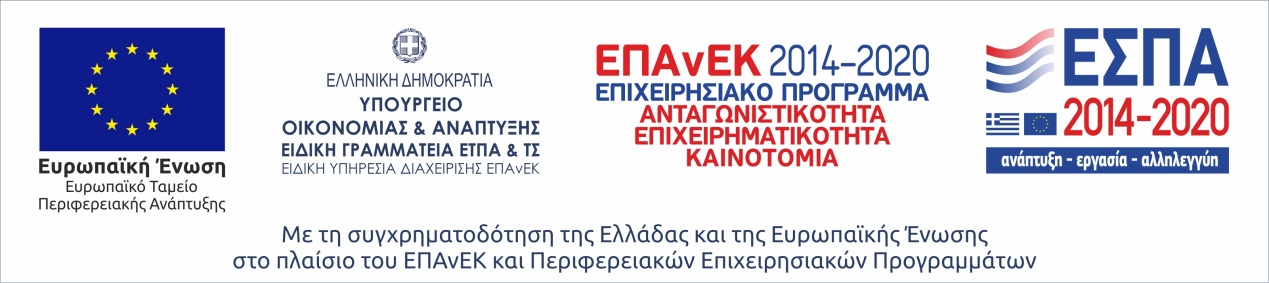 Ευρωπαϊκή Ένωση
Ευρωπαϊκό Ταμείο
Περιφερειακής Ανάπτυξης
ΕΛΛΗΝΙΚΗ ΔΗΜΟΚΡΑΤΙΑ
ΥΠΟΥΡΓΕΙΟ
ΟΙΚΟΝΟΜΙΑΣ & ΑΝΑΠΤΥΞΗΣ
ΕΙΔΙΚΗ ΓΡΑΜΜΑΤΕΙΑ ΕΤΠΑ & ΤΣ
ΕΙΔΙΚΗ ΥΠΗΡΕΣΙΑ ΔΙΑΧΕΙΡΙΣΗΣ ΕΠΑνΕΚ
ΕΠΑνΕΚ 2014–2020
ΕΠΙΧΕΙΡΗΣΙΑΚΟ ΠΡΟΓΡΑΜΜΑ
ΑΝΤΑΓΩΝΙΣΤΙΚΟΤΗΤΑ
ΕΠΙΧΕΙΡΗΜΑΤΙΚΟΤΗΤΑ
ΚΑΙΝΟΤΟΜΙΑ
ΕΣΠΑ
2014–2020
ανάπτυξη - εργασία - αλληλεγγύη
Με τη συγχρηματοδότηση της Ελλάδας και της Ευρωπαϊκής Ένωσης
στο πλαίσιο του ΕΠΑνΕΚ και Περιφερειακών Επιχειρησιακών Προγραμμάτων